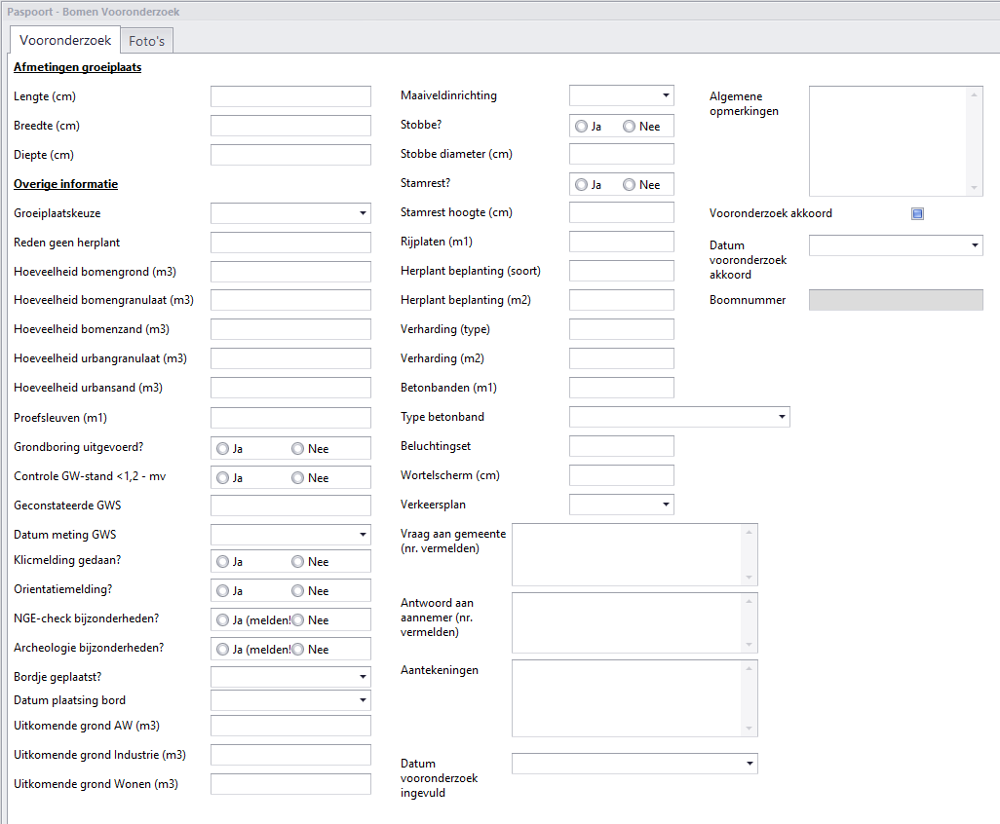 Paspoort - Bomen Vooronderzoek
Vooronderzoek
Foto's
Afmetingen groeiplaats
Lengte (cm)
Breedte (cm)
Diepte (cm)
Overige informatie
Groeiplaatskeuze
Reden geen herplant
Hoeveelheid bomengrond (m3)
Hoeveelheid bomengranulaat (m3)
Hoeveelheid bomenzand (m3)
Hoeveelheid urbangranulaat (m3)
Hoeveelheid urbansand (m3)
Proefsleuven (m1)
Grondboring uitgevoerd?
Ja Nee
Controle GW-stand <1,2 - mv
Ja Nee
Geconstateerde GWS
Datum meting GWS
Klicmelding gedaan?
Ja Nee
Orientatiemelding?
Ja Nee
NGE-check bijzonderheden?
Ja (melden! Nee
Archeologie bijzonderheden?
Ja (melden! Nee
Bordje geplaatst?
Datum plaatsing bord
Uitkomende grond AW (m3)
Uitkomende grond Industrie (m3)
Uitkomende grond Wonen (m3)
Maaiveldinrichting
Stobbe?
Ja Nee
Stobbe diameter (cm)
Stamrest?
Ja Nee
Stamrest hoogte (cm)
Rijplaten (m1)
Herplant beplanting (soort)
Herplant beplanting (m2)
Verharding (type)
Verharding (m2)
Betonbanden (m1)
Type betonband
Beluchtingset
Wortelscherm (cm)
Verkeersplan
Vraag aan gemeente
(nr. vermelden)
Antwoord aan
aannemer (nr.
vermelden)
Aantekeningen
Datum
vooronderzoek
ingevuld
Algemene
opmerkingen
Vooronderzoek akkoord
Datum
vooronderzoek
akkoord
Boomnummer